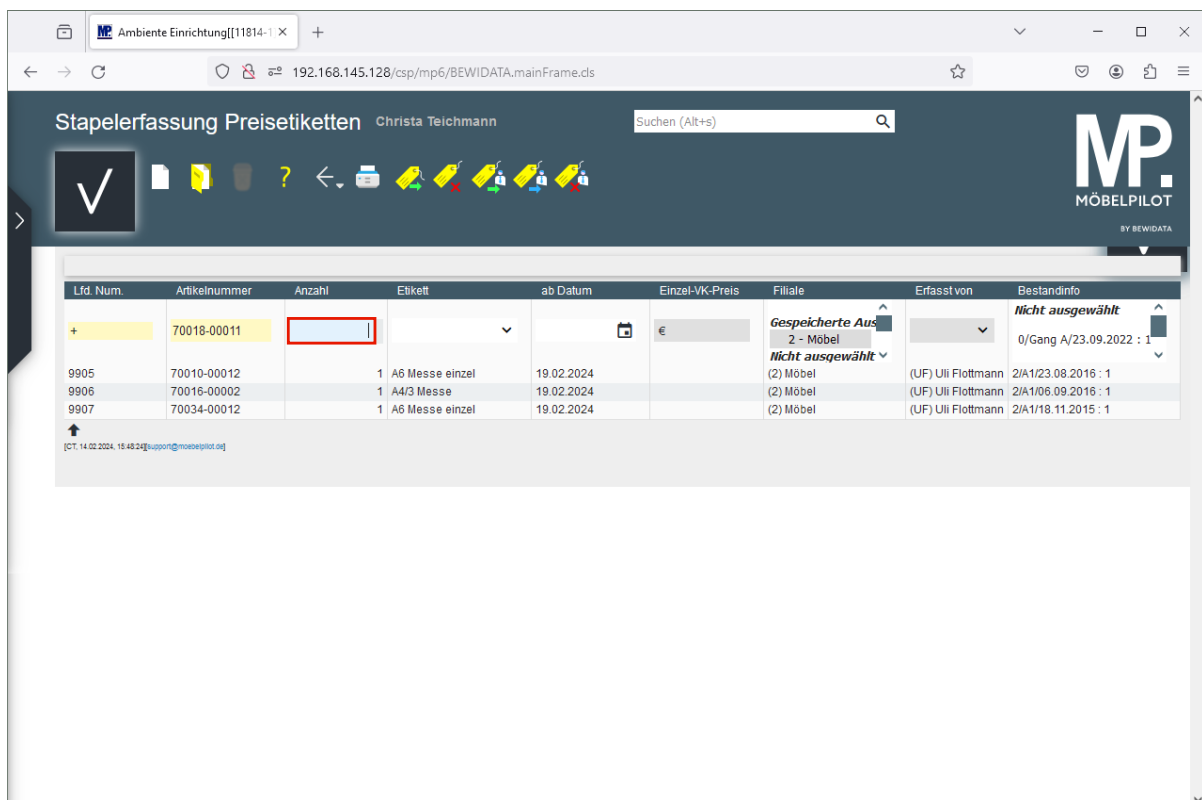 Ambiente Einrichtung[[11814-1
192.168.145.128/csp/mp6/BEWIDATA.mainFrame.cls
Stapelerfassung Preisetiketten Christa Teichmann
Suchen (Alt+s)
MP.
MÖBELPILOT
BY BEWIDATA
Lfd. Num. Artikelnummer Anzahl Etikett ab Datum Einzel-VK-Preis Filiale Erfasst von Bestandinfo
+ 70018-00011 €
Gespeicherte Aus
2 - Möbel
Nicht ausgewählt
Nicht ausgewählt
0/Gang A/23.09.2022 : 1
9905 70010-00012 1 A6 Messe einzel 19.02.2024 (2) Möbel (UF) Uli Flottmann 2/A1/23.08.2016 : 1
9906 70016-00002 1 A4/3 Messe 19.02.2024 (2) Möbel (UF) Uli Flottmann 2/A1/06.09.2016 : 1
9907 70034-00012 1 A6 Messe einzel 19.02.2024 (2) Möbel (UF) Uli Flottmann 2/A1/18.11.2015 : 1
[CT, 14.02.2024, 15:48:24][support@moebelpilot.de]